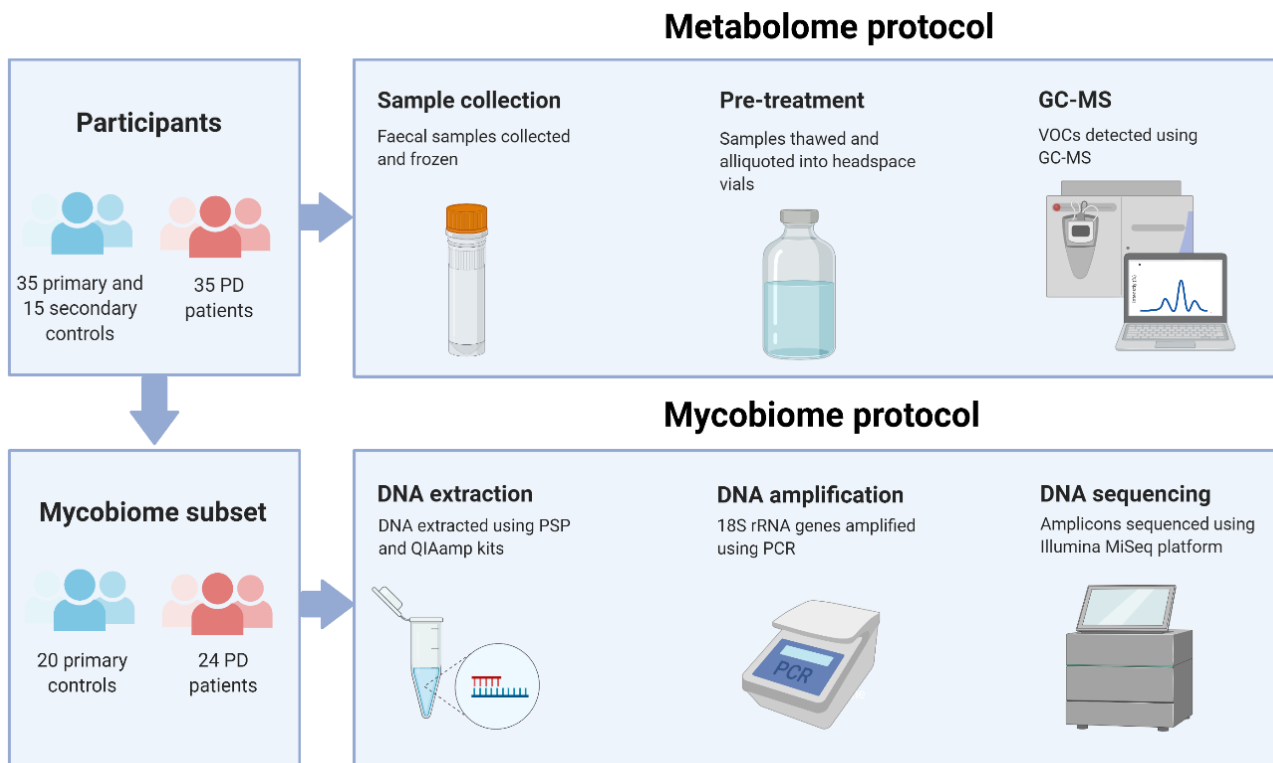 Metabolome protocol
Participants
35 primary and
15 secondary
controls
35 PD
patients
Sample collection
Faecal samples collected
and frozen
Pre-treatment
Samples thawed and
alliquoted into headspace
vials
GC-MS
VOCs detected using
GC-MS
Intensity (%)
Mycobiome protocol
Mycobiome subset
20 primary
controls
24 PD
patients
DNA extraction
DNA extracted using PSP
and QIAamp kits
DNA amplification
18S rRNA genes amplified
using PCR
PCR
DNA sequencing
Amplicons sequenced using
Illumina MiSeq platform